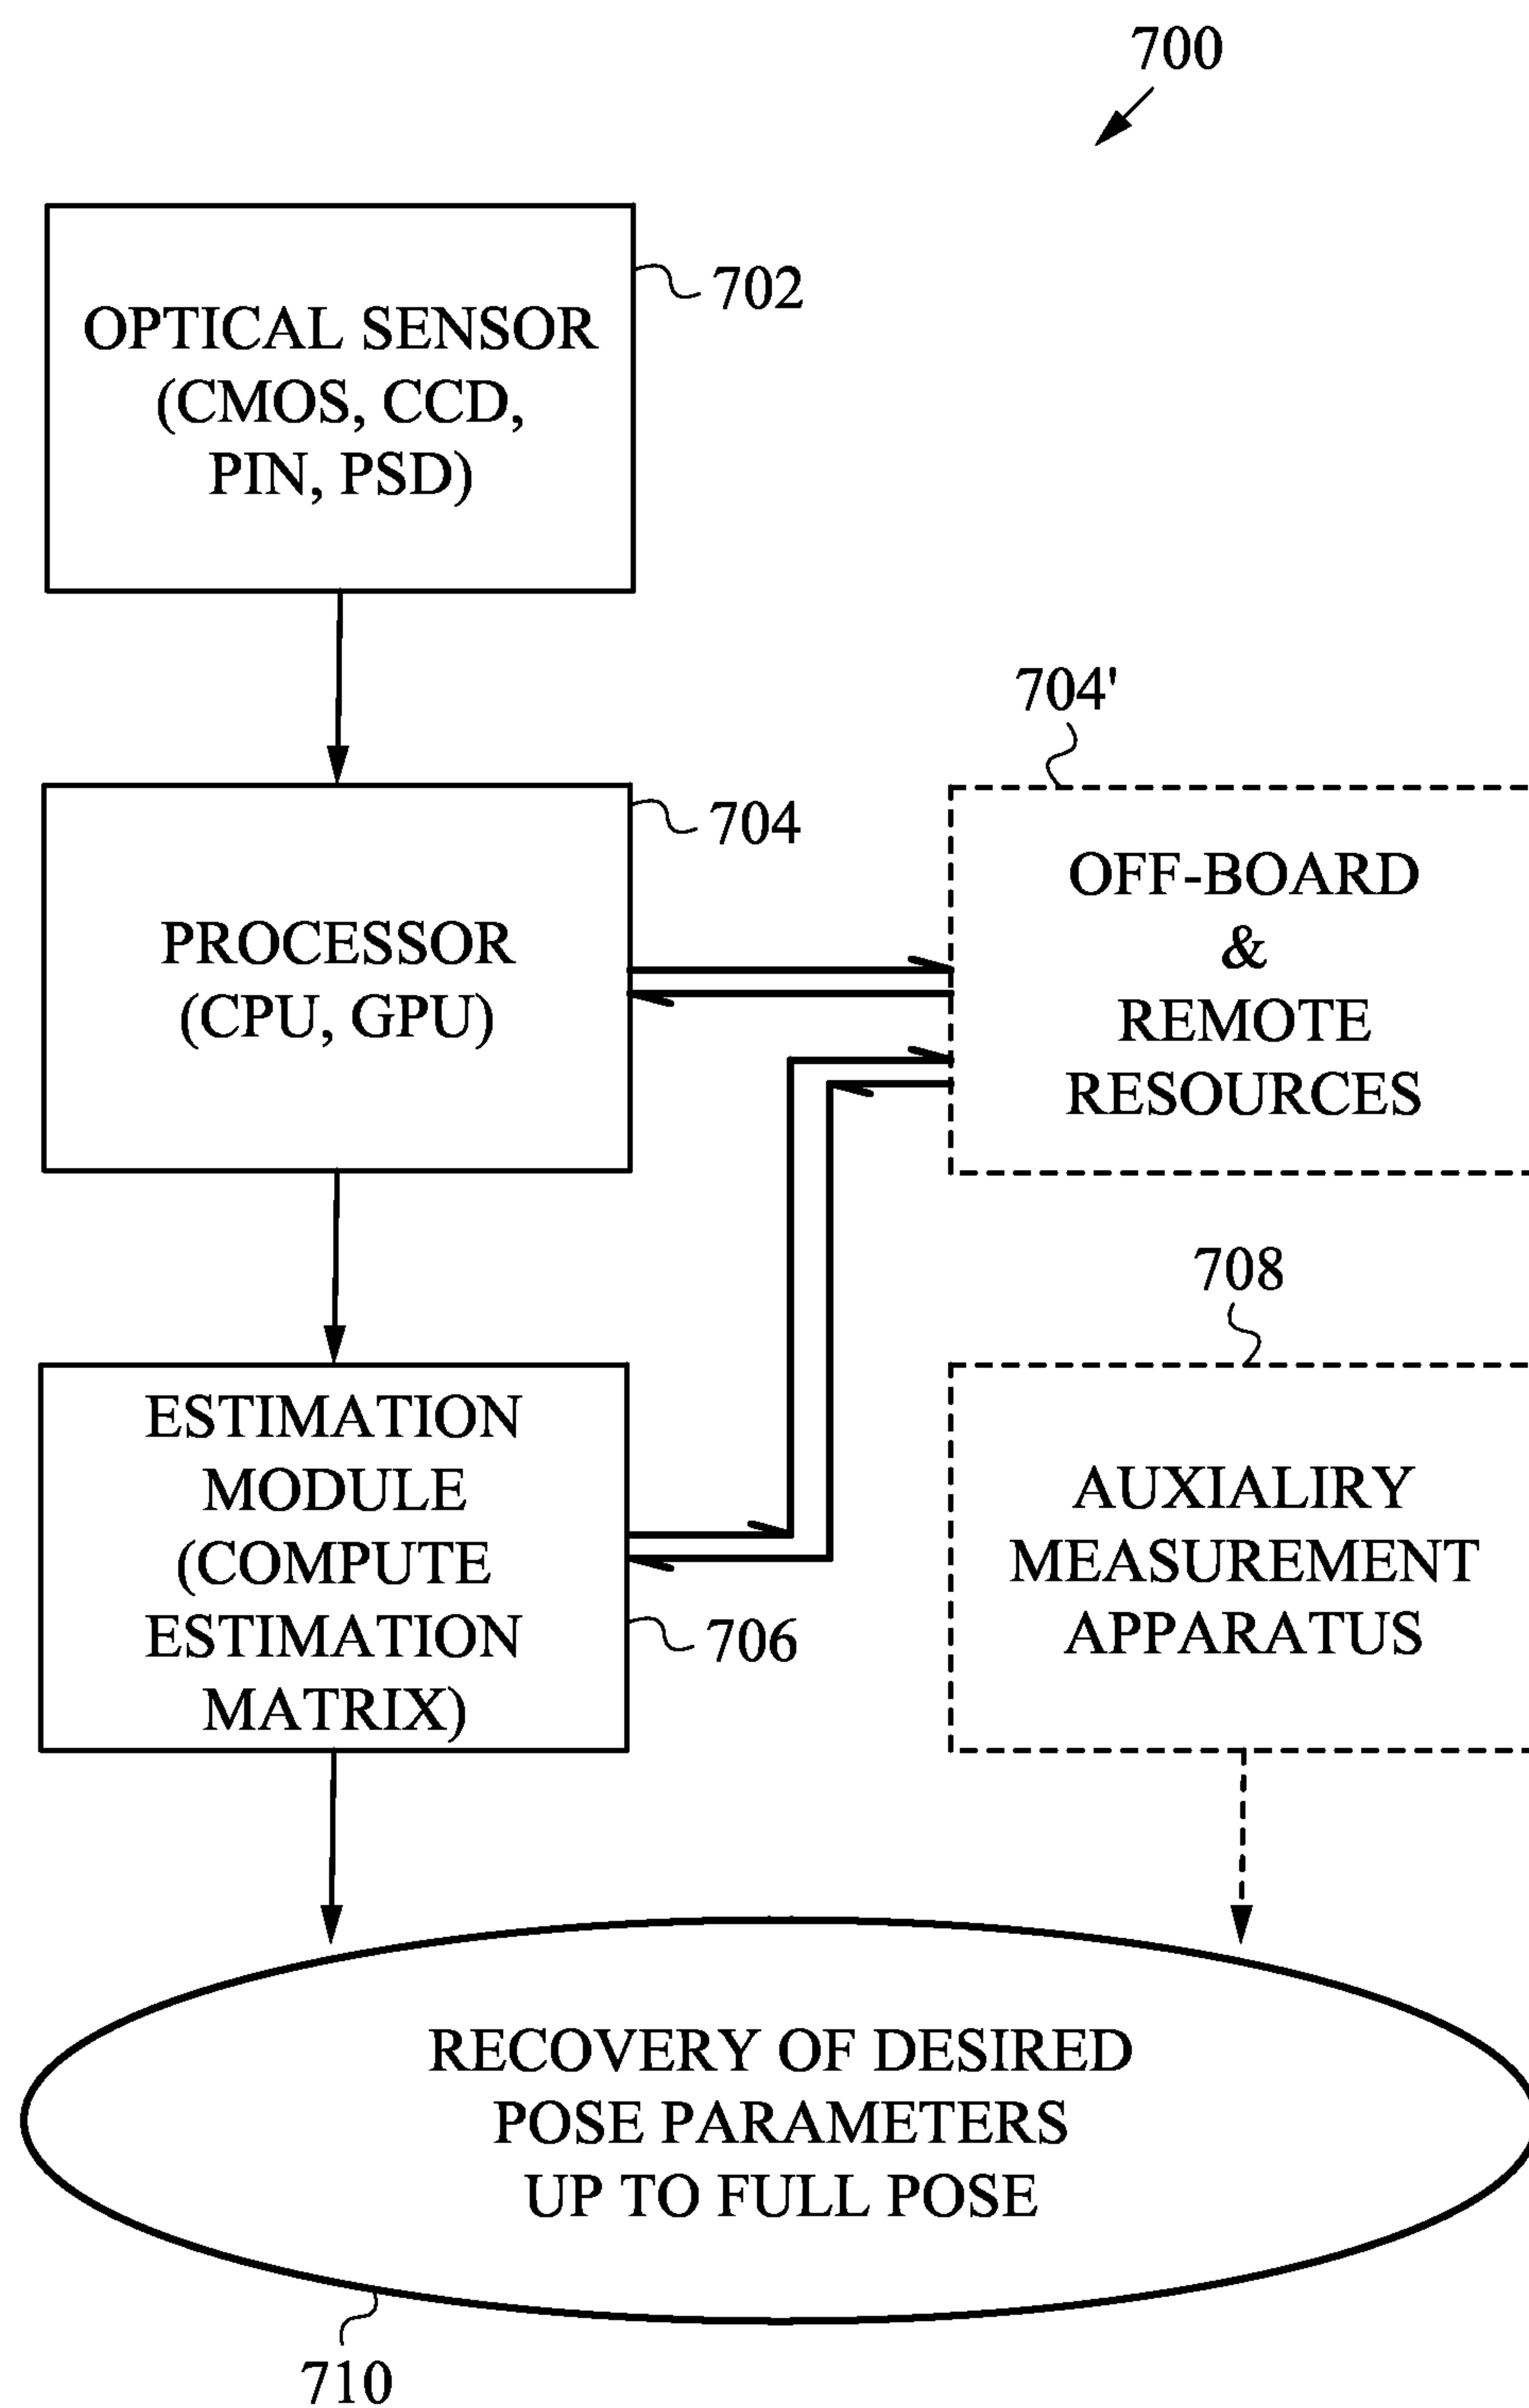 700
OPTICAL SENSOR
(CMOS, CCD,
PIN, PSD)
702
704'
PROCESSOR
(CPU, GPU)
704
OFF-BOARD
&
REMOTE
RESOURCES
708
ESTIMATION
MODULE
(COMPUTE
ESTIMATION
MATRIX)
706
AUXIALIRY
MEASUREMENT
APPARATUS
RECOVERY OF DESIRED
POSE PARAMETERS
UP TO FULL POSE
710